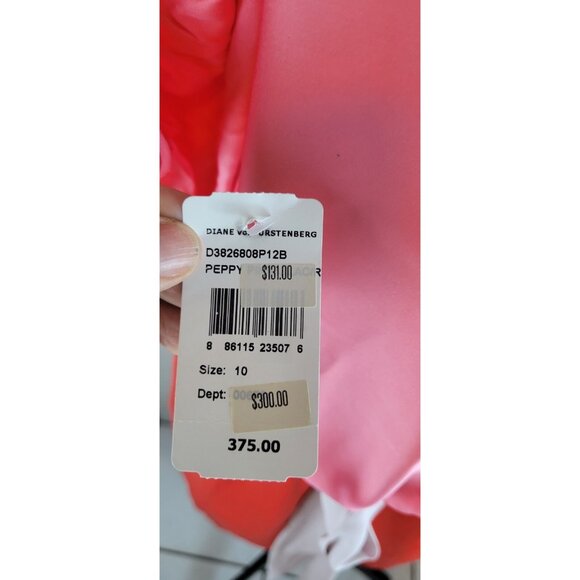 DIANE
D3826808P12B
PEPPY
$131.00
8 86115 23507 6
Size: 10
Dept:
$300.00
375.00